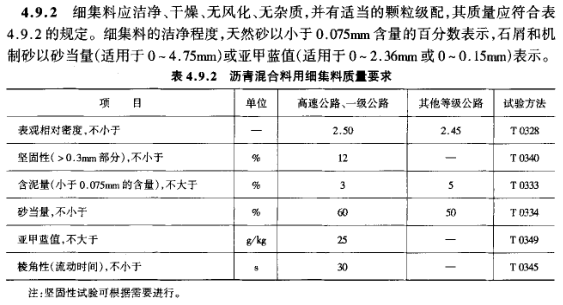 4.9.2 细集料应洁净、干燥、无风化、无杂质,并有适当的颗粒级配,其质量应符合表
4.9.2 的规定。细集料的洁净程度,天然砂以小于 0.075mm 含量的百分数表示,石屑和机
制砂以砂当量(适用于 0~4.75mm)或亚甲蓝值(适用于 0~2.36mm 或 0~0.15mm)表示。
表 4.9.2 沥青混合料用细集料质量要求
项 目 单位 高速公路、一级公路 其他等级公路 试验方法
表观相对密度,不小于 — 2.50 2.45 T 0328
坚固性(>0.3mm 部分),不小于 % 12 — T 0340
含泥量(小于 0.075mm 的含量),不大于 % 3 5 T 0333
砂当量,不小于 % 60 50 T 0334
亚甲蓝值,不大于 g/kg 25 — T 0349
棱角性(流动时间),不小于 s 30 — T 0345
注:坚固性试验可根据需要进行。